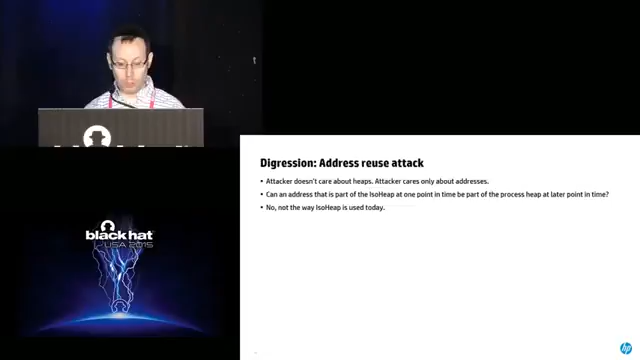 Digression: Address reuse attack
• Attacker doesn't care about heaps. Attacker cares only about addresses.
• Can an address that is part of the IsoHeap at one point in time be part of the process heap at later point in time?
• No, not the way IsoHeap is used today.
black hat
USA 2015
hp